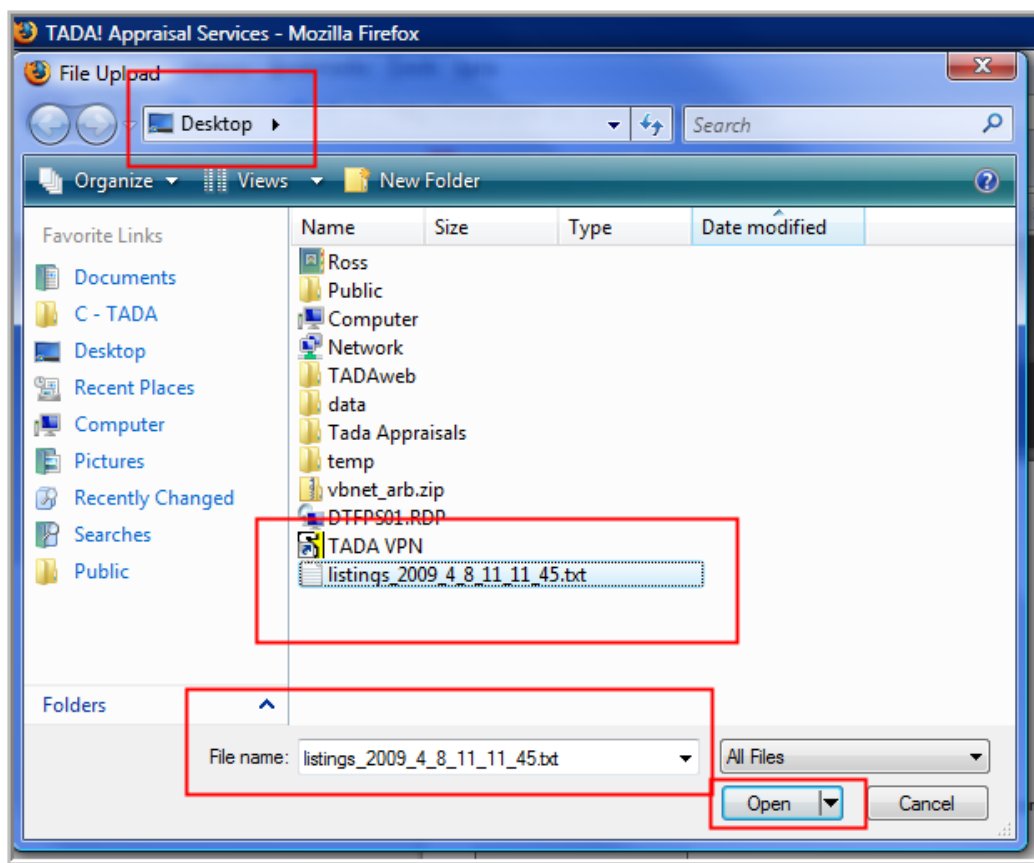 TADA! Appraisal Services - Mozilla Firefox
File Upload
Desktop
Search
Organize Views New Folder
Favorite Links
Documents
C - TADA
Desktop
Recent Places
Computer
Pictures
Recently Changed
Searches
Public
Folders
Name Size Type Date modified
Ross
Public
Computer
Network
TADAweb
data
Tada Appraisals
temp
vbnet_arb.zip
DTFPS01.RDP
TADA VPN
listings_2009_4_8_11_11_45.txt
File name: listings_2009_4_8_11_11_45.txt All Files
Open Cancel